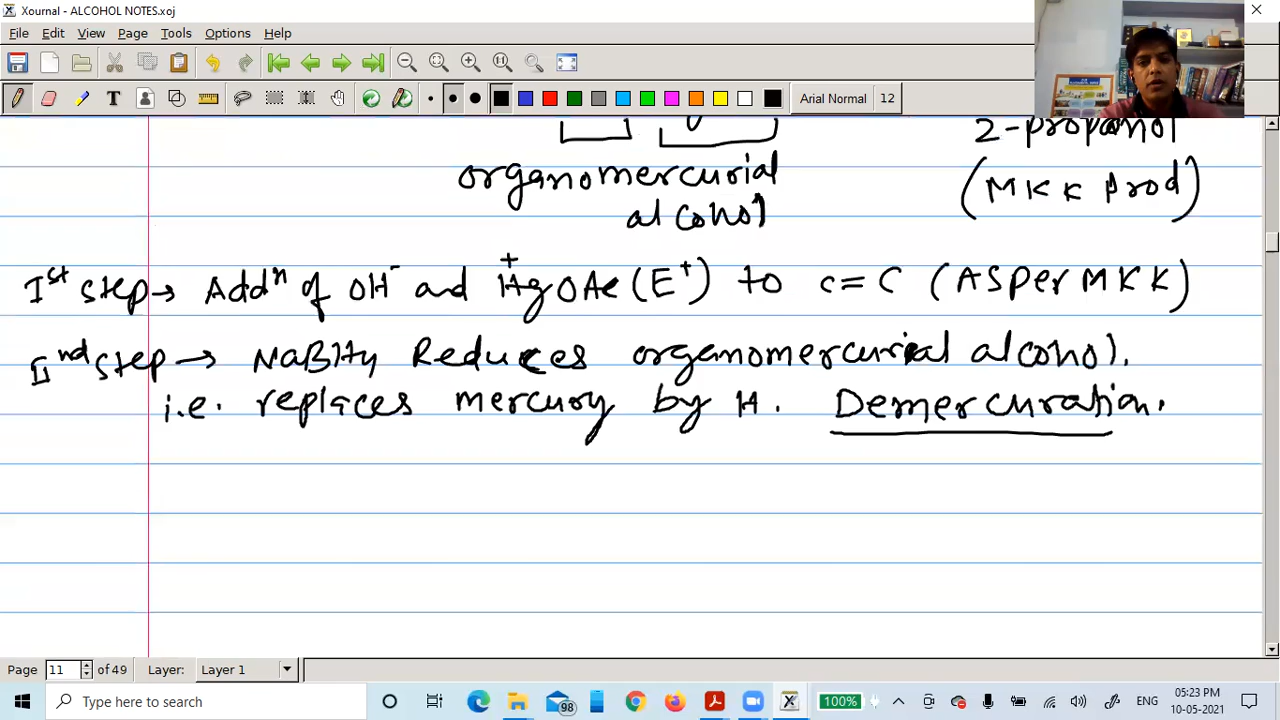 Xournal - ALCOHOL NOTES.xoj
File Edit View Page Tools Options Help
Arial Normal 12
2-propanol
organomercurial (MKK Prod)
alcohol
Ist step → Addn of OH- and +HgOAc (E+) to C=C (AS Per MKK)
IInd step → NaBH4 Reduces organomercurial alcohol.
i.e. replaces mercury by H. Demercuration.
Page 11 of 49 Layer: Layer 1
Type here to search 98 100% ENG 05:23 PM
10-05-2021